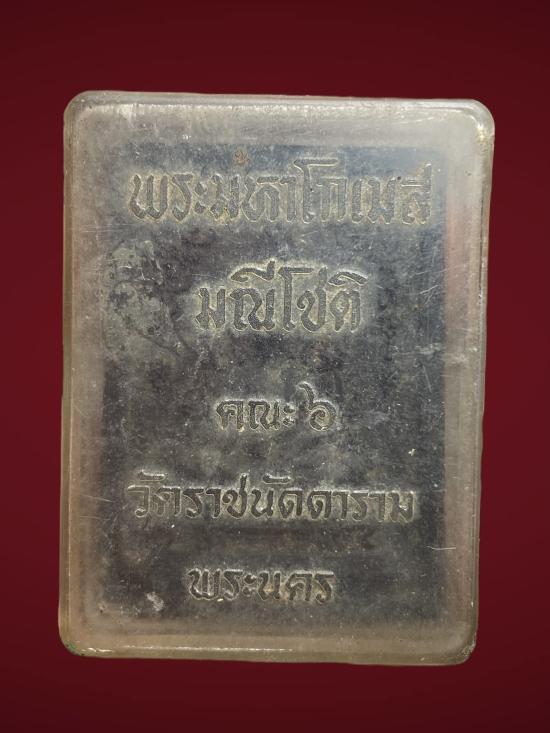 พระมหาโกเมส
มณีโชติ
คณะ ๖
วัดราชนัดดาราม
พระนคร